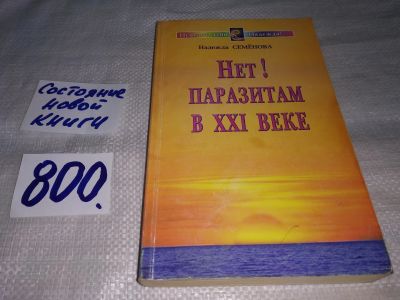 Состояние
новой
книги
800.
Надежда СЕМЁНОВА
НЕТ!
ПАРАЗИТАМ
В XXI ВЕКЕ